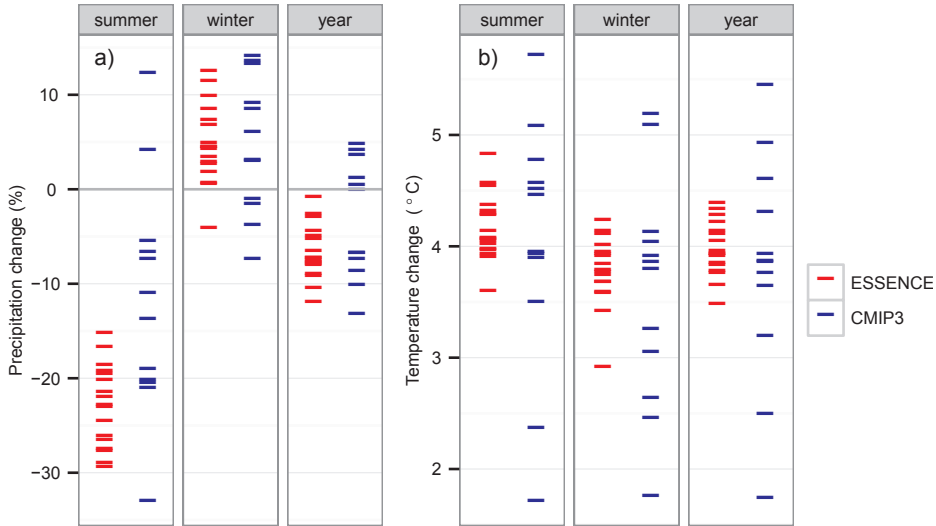 summer winter year
a)
10
0
−10
−20
−30
Precipitation change (%)
summer winter year
b)
5
4
3
2
Temperature change ( °C)
ESSENCE
CMIP3